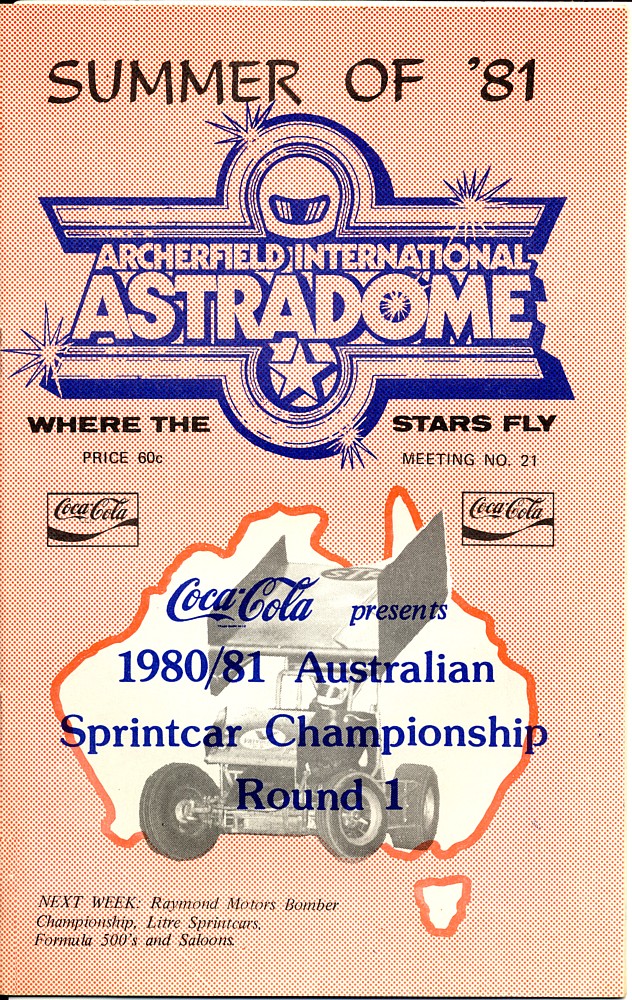 SUMMER OF '81
ARCHERFIELD INTERNATIONAL
ASTRADOME
WHERE THE STARS FLY
PRICE 60c MEETING NO. 21
Coca-Cola Coca-Cola
STP
Coca-Cola presents
1980/81 Australian
Sprintcar Championship
Round 1
NEXT WEEK: Raymond Motors Bomber
Championship, Litre Sprintcars,
Formula 500's and Saloons.